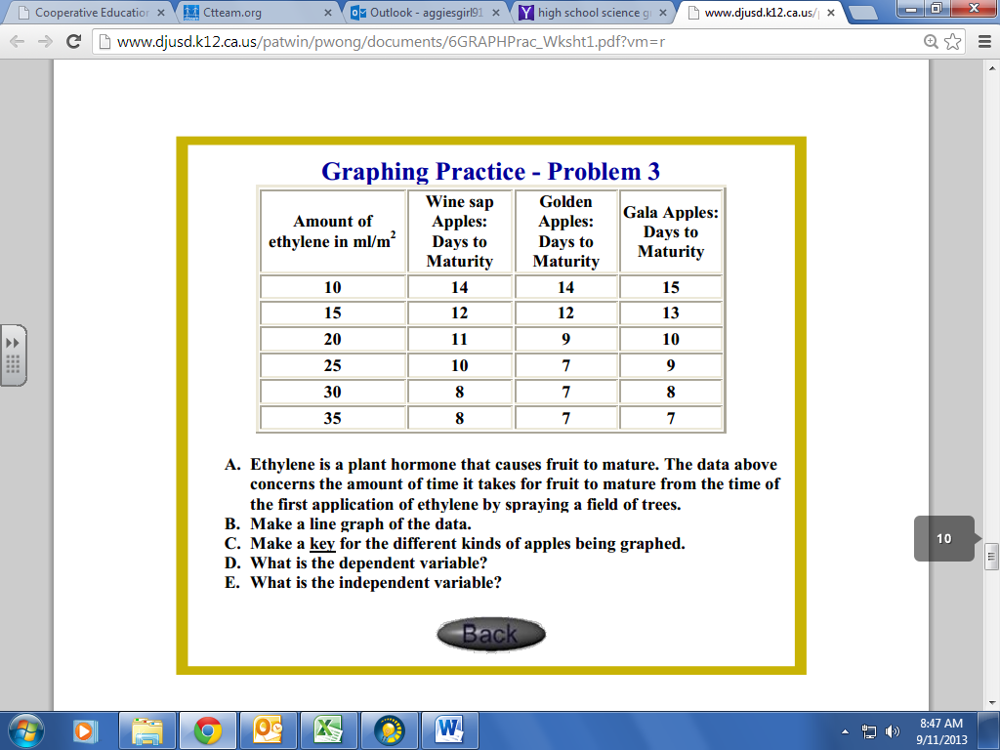 Cooperative Education
Ctteam.org
Outlook - aggiesgirl91
high school science g
www.djusd.k12.ca.us/
www.djusd.k12.ca.us/patwin/pwong/documents/6GRAPHPrac_Wksht1.pdf?vm=r
Graphing Practice - Problem 3
Amount of
ethylene in ml/m²
Wine sap
Apples:
Days to
Maturity
Golden
Apples:
Days to
Maturity
Gala Apples:
Days to
Maturity
10 14 14 15
15 12 12 13
20 11 9 10
25 10 7 9
30 8 7 8
35 8 7 7
A. Ethylene is a plant hormone that causes fruit to mature. The data above
concerns the amount of time it takes for fruit to mature from the time of
the first application of ethylene by spraying a field of trees.
B. Make a line graph of the data.
C. Make a key for the different kinds of apples being graphed.
D. What is the dependent variable?
E. What is the independent variable?
Back
10
8:47 AM
9/11/2013